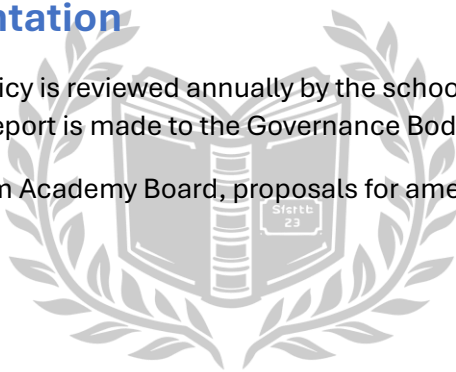 ntation
icy is reviewed annually by the schoo
eport is made to the Governance Bod
n Academy Board, proposals for ame
23